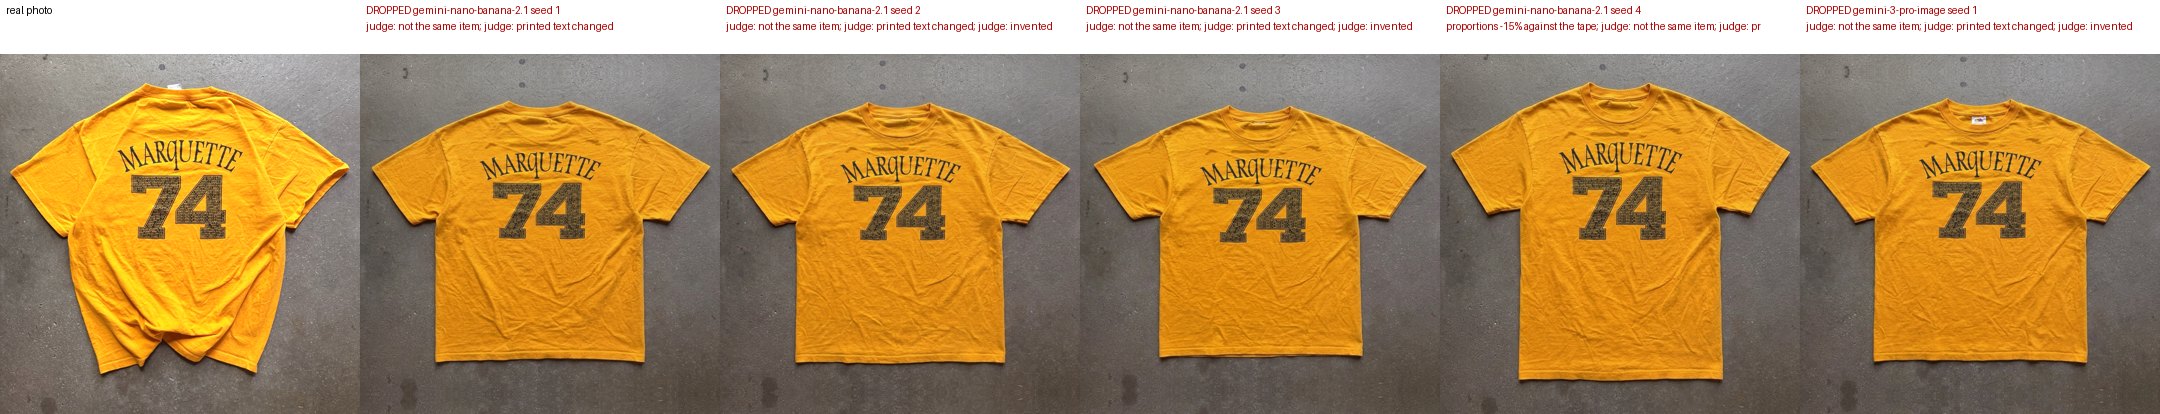 real photo
DROPPED gemini-nano-banana-2.1 seed 1
judge: not the same item; judge: printed text changed
DROPPED gemini-nano-banana-2.1 seed 2
judge: not the same item; judge: printed text changed; judge: invented
DROPPED gemini-nano-banana-2.1 seed 3
judge: not the same item; judge: printed text changed; judge: invented
DROPPED gemini-nano-banana-2.1 seed 4
proportions -15% against the tape; judge: not the same item; judge: pr
DROPPED gemini-3-pro-image seed 1
judge: not the same item; judge: printed text changed; judge: invented
MARqUETTE
74
MARqUETTE
74
MARqUETTE
74
MARqUETTE
74
MARqUETTE
74
MARqUETTE
74